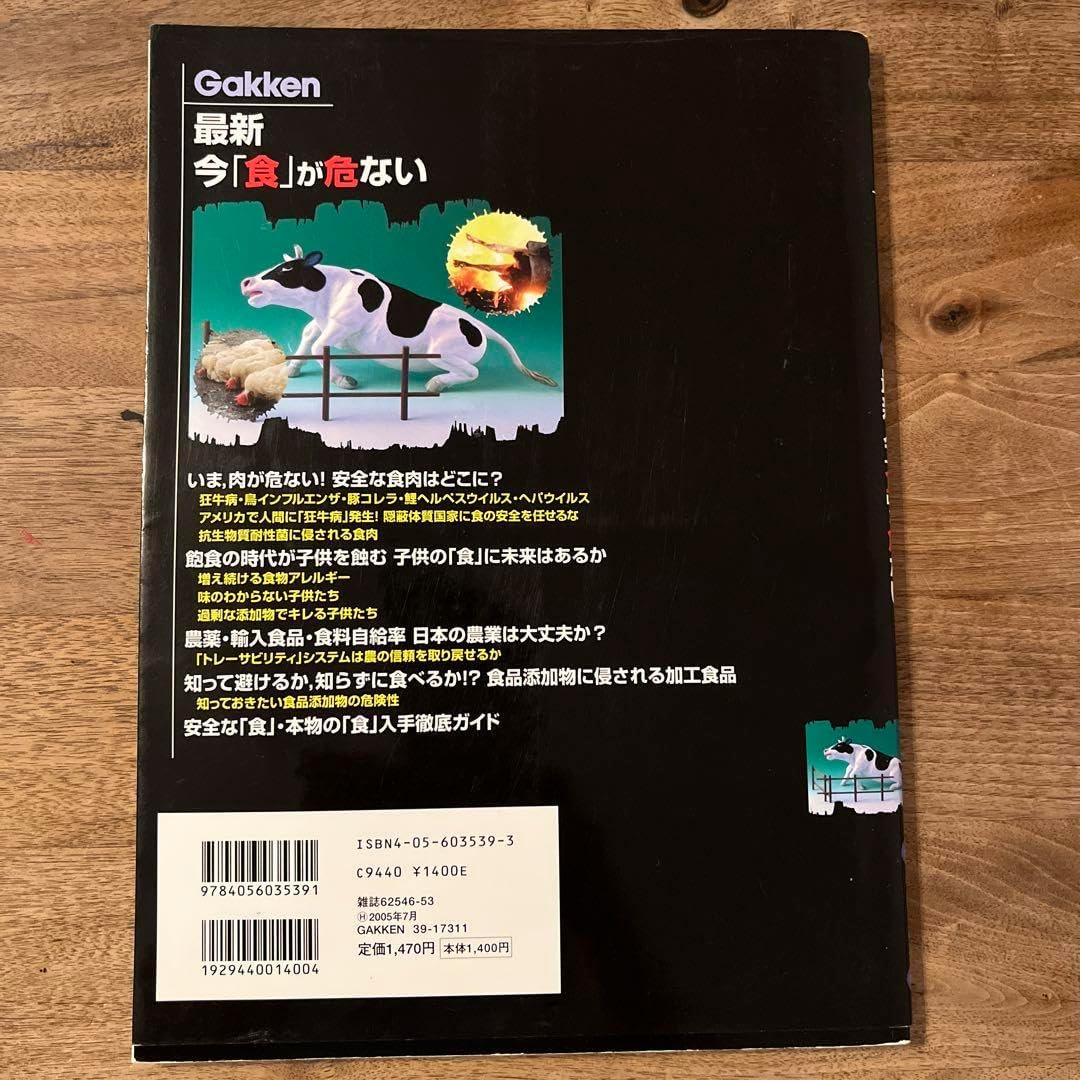 Gakken
最新
今「食」が危ない
いま,肉が危ない! 安全な食肉はどこに?
狂牛病・鳥インフルエンザ・豚コレラ・鯉ヘルペスウイルス・ヘパウイルス
アメリカで人間に「狂牛病」発生! 隠蔽体質国家に食の安全を任せるな
抗生物質耐性菌に侵される食肉
飽食の時代が子供を蝕む 子供の「食」に未来はあるか
増え続ける食物アレルギー
味のわからない子供たち
過剰な添加物でキレる子供たち
農薬・輸入食品・食料自給率 日本の農業は大丈夫か?
「トレーサビリティ」システムは農の信頼を取り戻せるか
知って避けるか,知らずに食べるか!? 食品添加物に侵される加工食品
知っておきたい食品添加物の危険性
安全な「食」・本物の「食」入手徹底ガイド
ISBN4-05-603539-3
C9440 ¥1400E
9784056035391
雑誌62546-53
Ⓗ2005年7月
GAKKEN 39-17311
定価1,470円 本体1,400円
1929440014004